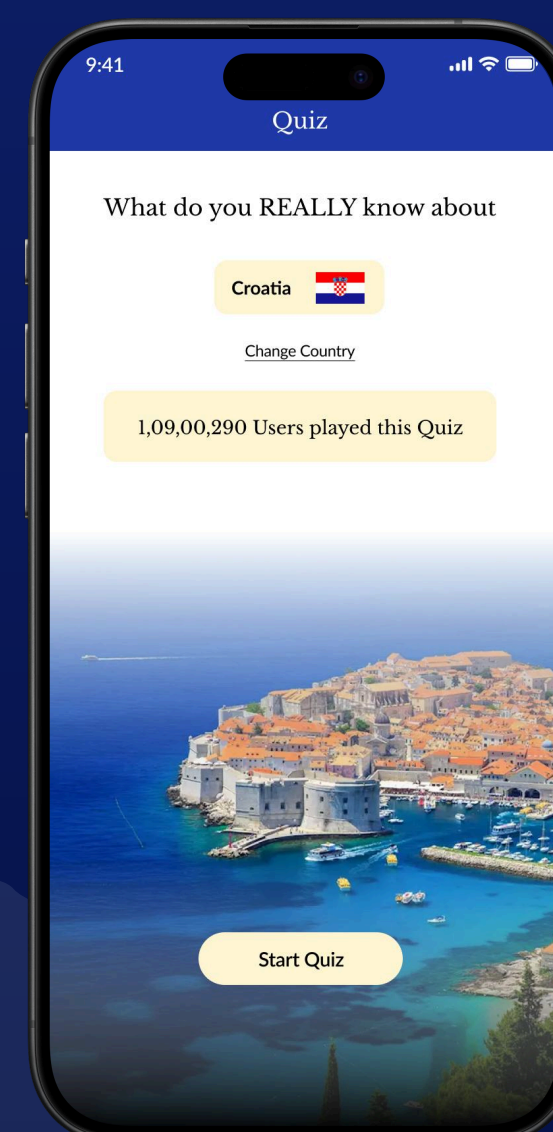 9:41
Quiz
What do you REALLY know about
Croatia
Change Country
1,09,00,290 Users played this Quiz
Start Quiz